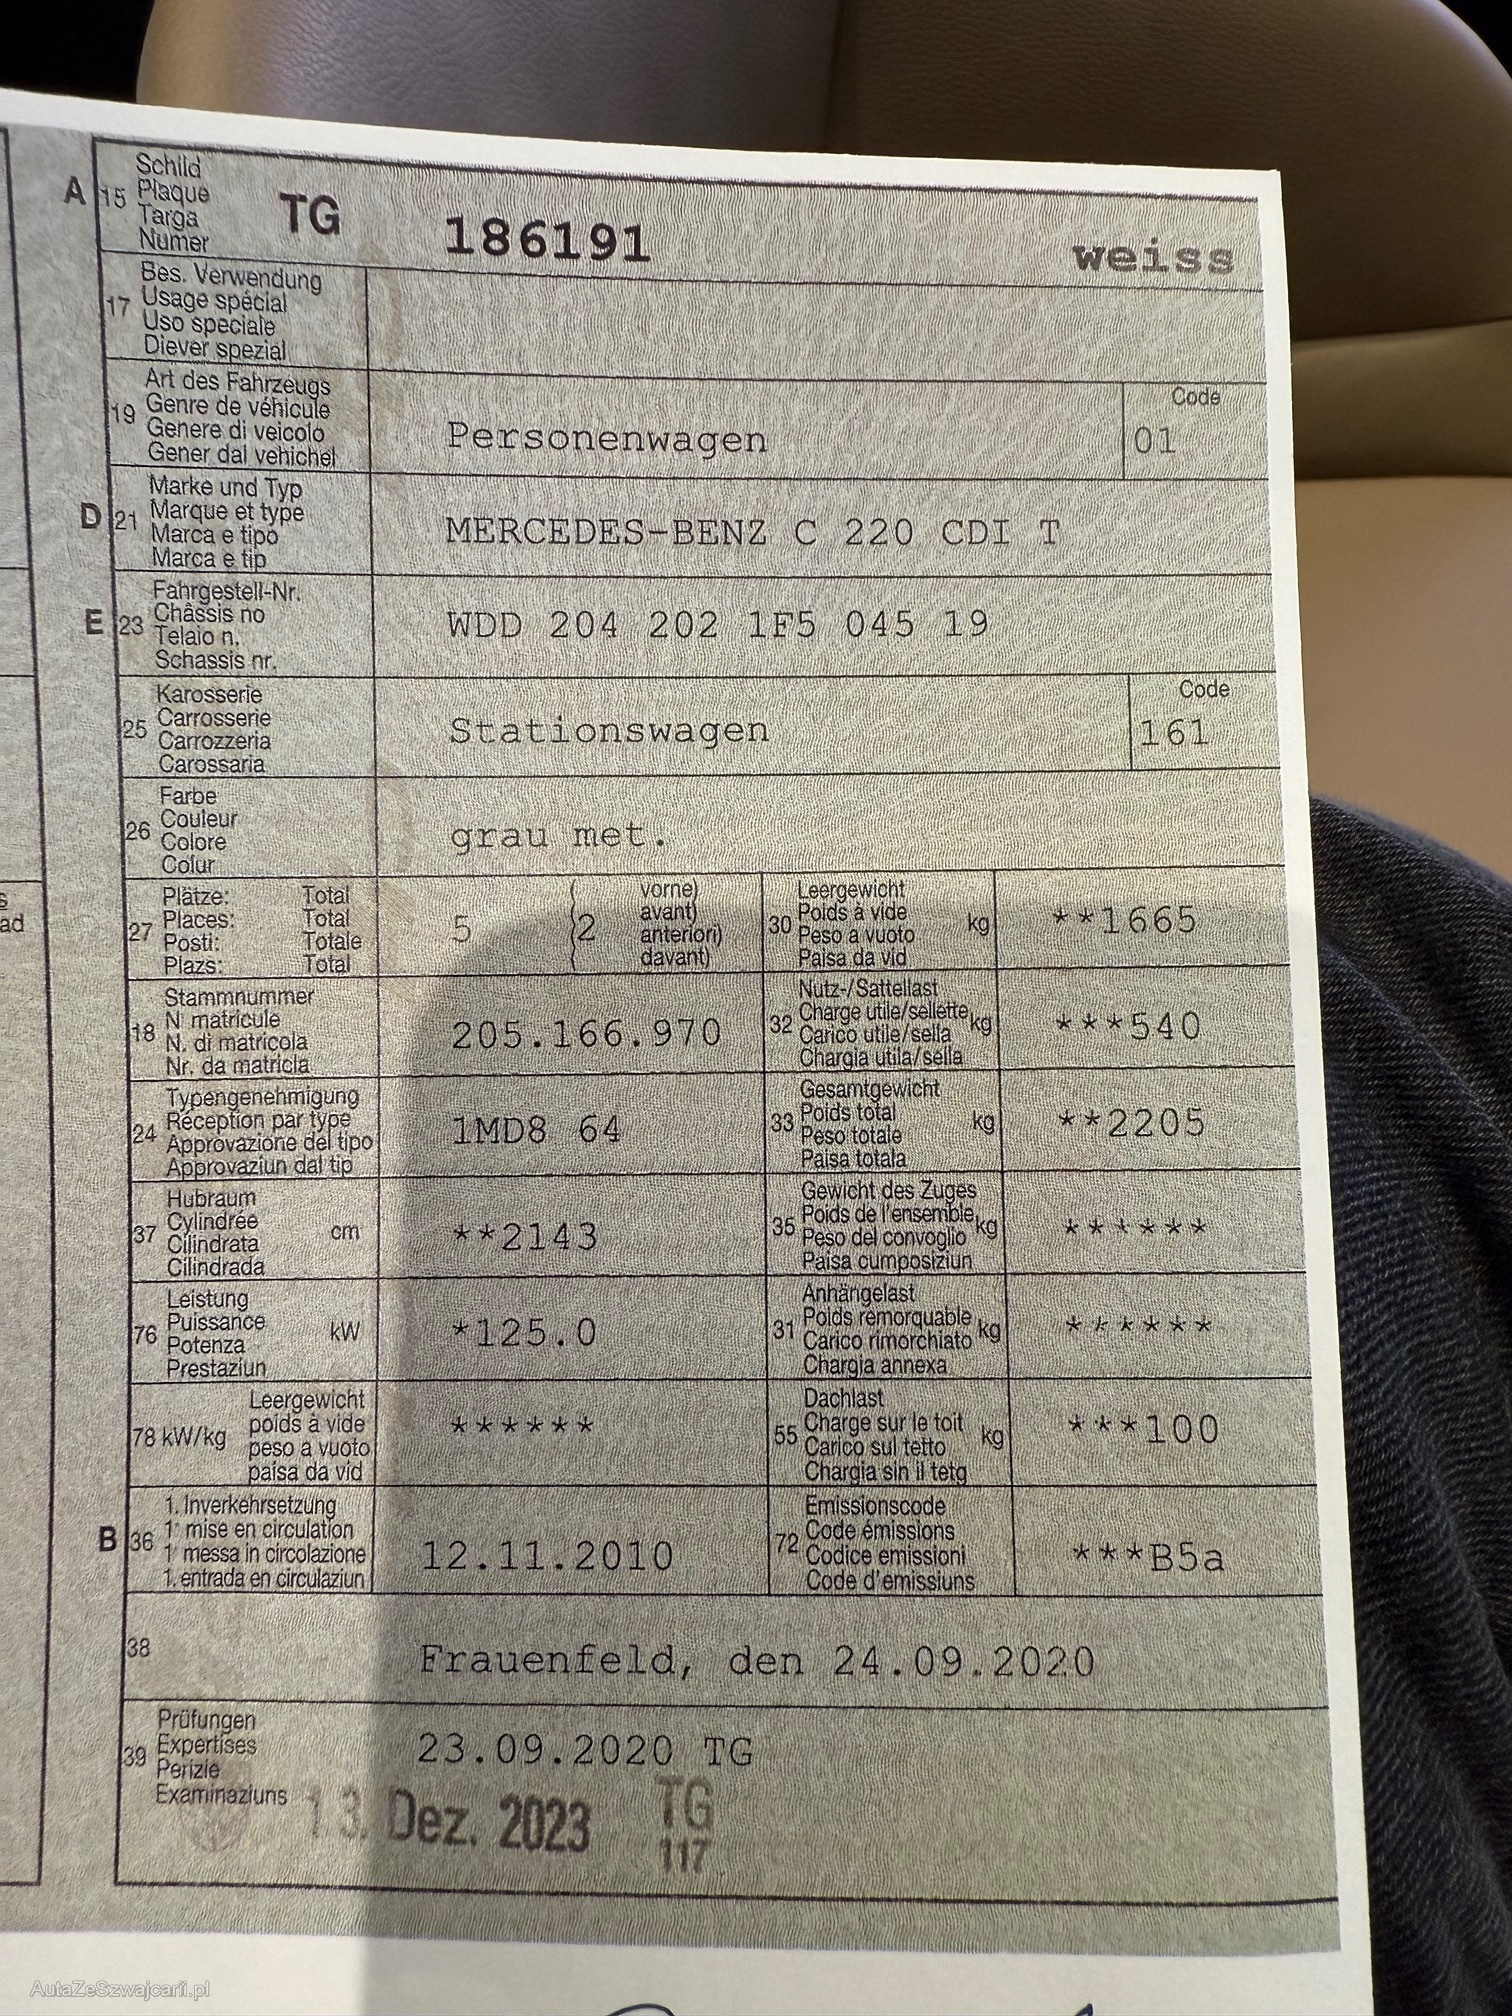 A 15 Schild
Plaque
Targa
Numer
TG 186191 weiss
17 Bes. Verwendung
Usage spécial
Uso speciale
Diever spezial
19 Art des Fahrzeugs
Genre de véhicule
Genere di veicolo
Gener dal vehichel
Personenwagen
Code
01
D 21 Marke und Typ
Marque et type
Marca e tipo
Marca e tip
MERCEDES-BENZ C 220 CDI T
E 23 Fahrgestell-Nr.
Châssis no
Telaio n.
Schassis nr.
WDD 204 202 1F5 045 19
25 Karosserie
Carrosserie
Carrozzeria
Carossaria
Stationswagen
Code
161
26 Farbe
Couleur
Colore
Colur
grau met.
27 Plätze: Total
Places: Total
Posti: Totale
Plazs: Total
5 (2 vorne)
avant)
anteriori)
davant)
30 Leergewicht
Poids à vide
Peso a vuoto
Paisa da vid
kg
**1665
18 Stammnummer
N° matricule
N. di matricola
Nr. da matricla
205.166.970
32 Nutz-/Sattellast
Charge utile/sellette
Carico utile/sella
Chargia utila/sella
kg
***540
24 Typengenehmigung
Réception par type
Approvazione del tipo
Approvaziun dal tip
1MD8 64
33 Gesamtgewicht
Poids total
Peso totale
Paisa totala
kg
**2205
37 Hubraum
Cylindrée
Cilindrata
Cilindrada
cm
**2143
35 Gewicht des Zuges
Poids de l'ensemble
Peso del convoglio
Paisa cumposiziun
kg
******
76 Leistung
Puissance
Potenza
Prestaziun
kW
*125.0
31 Anhängelast
Poids remorquable
Carico rimorchiato
Chargia annexa
kg
******
78 kW/kg Leergewicht
poids à vide
peso a vuoto
paisa da vid
******
55 Dachlast
Charge sur le toit
Carico sul tetto
Chargia sin il tetg
kg
***100
B 36 1. Inverkehrsetzung
1° mise en circulation
1° messa in circolazione
1. entrada en circulaziun
12.11.2010
72 Emissionscode
Code émissions
Codice emissioni
Code d'emissiuns
***B5a
38 Frauenfeld, den 24.09.2020
39 Prüfungen
Expertises
Perizie
Examinaziuns
23.09.2020 TG
13. Dez. 2023 TG
117
ad
AutaZeSzwajcarii.pl